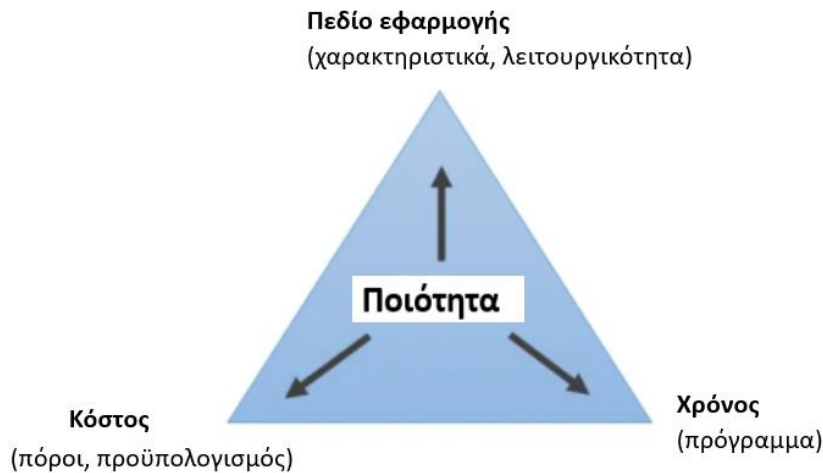 Πεδίο εφαρμογής
(χαρακτηριστικά, λειτουργικότητα)
Ποιότητα
Κόστος
(πόροι, προϋπολογισμός)
Χρόνος
(πρόγραμμα)